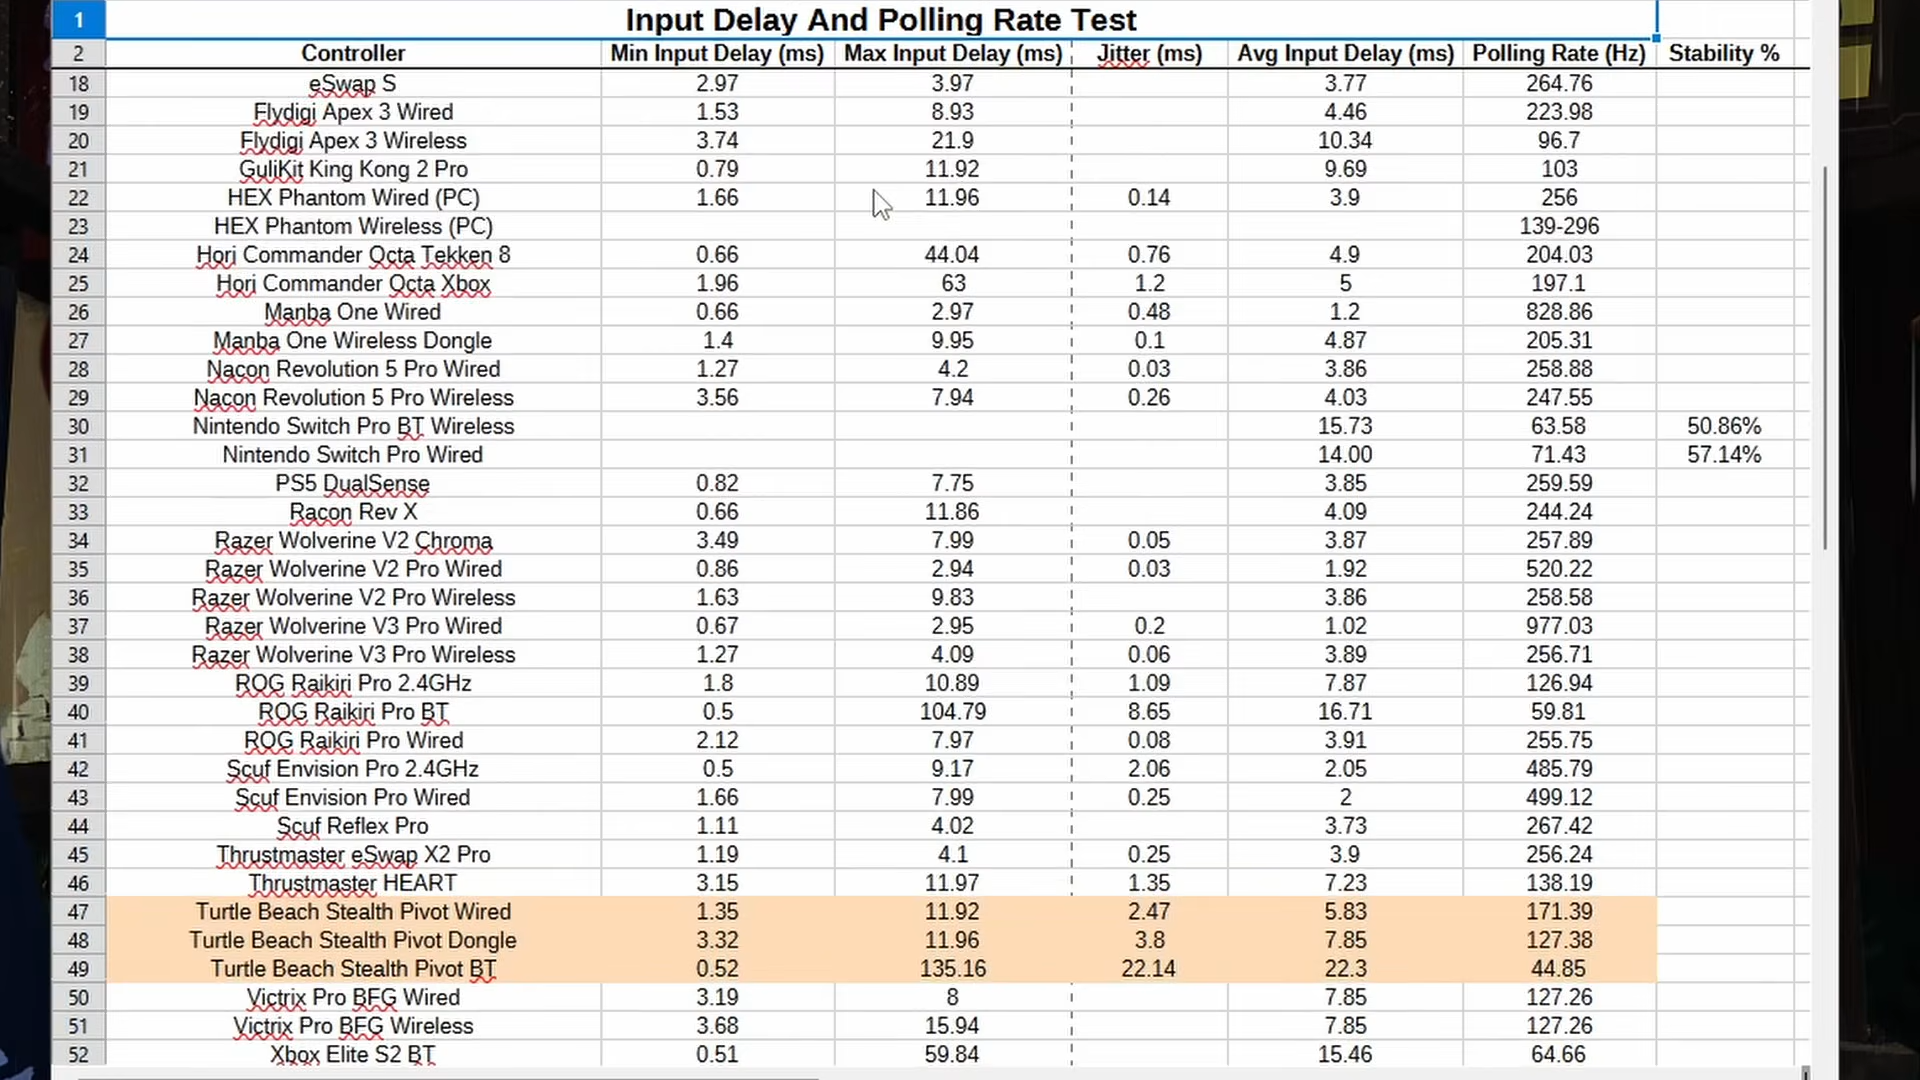 1 Input Delay And Polling Rate Test
2 Controller Min Input Delay (ms) Max Input Delay (ms) Jitter (ms) Avg Input Delay (ms) Polling Rate (Hz) Stability %
18 eSwap S 2.97 3.97 3.77 264.76
19 Flydigi Apex 3 Wired 1.53 8.93 4.46 223.98
20 Flydigi Apex 3 Wireless 3.74 21.9 10.34 96.7
21 GuliKit King Kong 2 Pro 0.79 11.92 9.69 103
22 HEX Phantom Wired (PC) 1.66 11.96 0.14 3.9 256
23 HEX Phantom Wireless (PC) 139-296
24 Hori Commander Octa Tekken 8 0.66 44.04 0.76 4.9 204.03
25 Hori Commander Octa Xbox 1.96 63 1.2 5 197.1
26 Manba One Wired 0.66 2.97 0.48 1.2 828.86
27 Manba One Wireless Dongle 1.4 9.95 0.1 4.87 205.31
28 Nacon Revolution 5 Pro Wired 1.27 4.2 0.03 3.86 258.88
29 Nacon Revolution 5 Pro Wireless 3.56 7.94 0.26 4.03 247.55
30 Nintendo Switch Pro BT Wireless 15.73 63.58 50.86%
31 Nintendo Switch Pro Wired 14.00 71.43 57.14%
32 PS5 DualSense 0.82 7.75 3.85 259.59
33 Racon Rev X 0.66 11.86 4.09 244.24
34 Razer Wolverine V2 Chroma 3.49 7.99 0.05 3.87 257.89
35 Razer Wolverine V2 Pro Wired 0.86 2.94 0.03 1.92 520.22
36 Razer Wolverine V2 Pro Wireless 1.63 9.83 3.86 258.58
37 Razer Wolverine V3 Pro Wired 0.67 2.95 0.2 1.02 977.03
38 Razer Wolverine V3 Pro Wireless 1.27 4.09 0.06 3.89 256.71
39 ROG Raikiri Pro 2.4GHz 1.8 10.89 1.09 7.87 126.94
40 ROG Raikiri Pro BT 0.5 104.79 8.65 16.71 59.81
41 ROG Raikiri Pro Wired 2.12 7.97 0.08 3.91 255.75
42 Scuf Envision Pro 2.4GHz 0.5 9.17 2.06 2.05 485.79
43 Scuf Envision Pro Wired 1.66 7.99 0.25 2 499.12
44 Scuf Reflex Pro 1.11 4.02 3.73 267.42
45 Thrustmaster eSwap X2 Pro 1.19 4.1 0.25 3.9 256.24
46 Thrustmaster HEART 3.15 11.97 1.35 7.23 138.19
47 Turtle Beach Stealth Pivot Wired 1.35 11.92 2.47 5.83 171.39
48 Turtle Beach Stealth Pivot Dongle 3.32 11.96 3.8 7.85 127.38
49 Turtle Beach Stealth Pivot BT 0.52 135.16 22.14 22.3 44.85
50 Victrix Pro BFG Wired 3.19 8 7.85 127.26
51 Victrix Pro BFG Wireless 3.68 15.94 7.85 127.26
52 Xbox Elite S2 BT 0.51 59.84 15.46 64.66